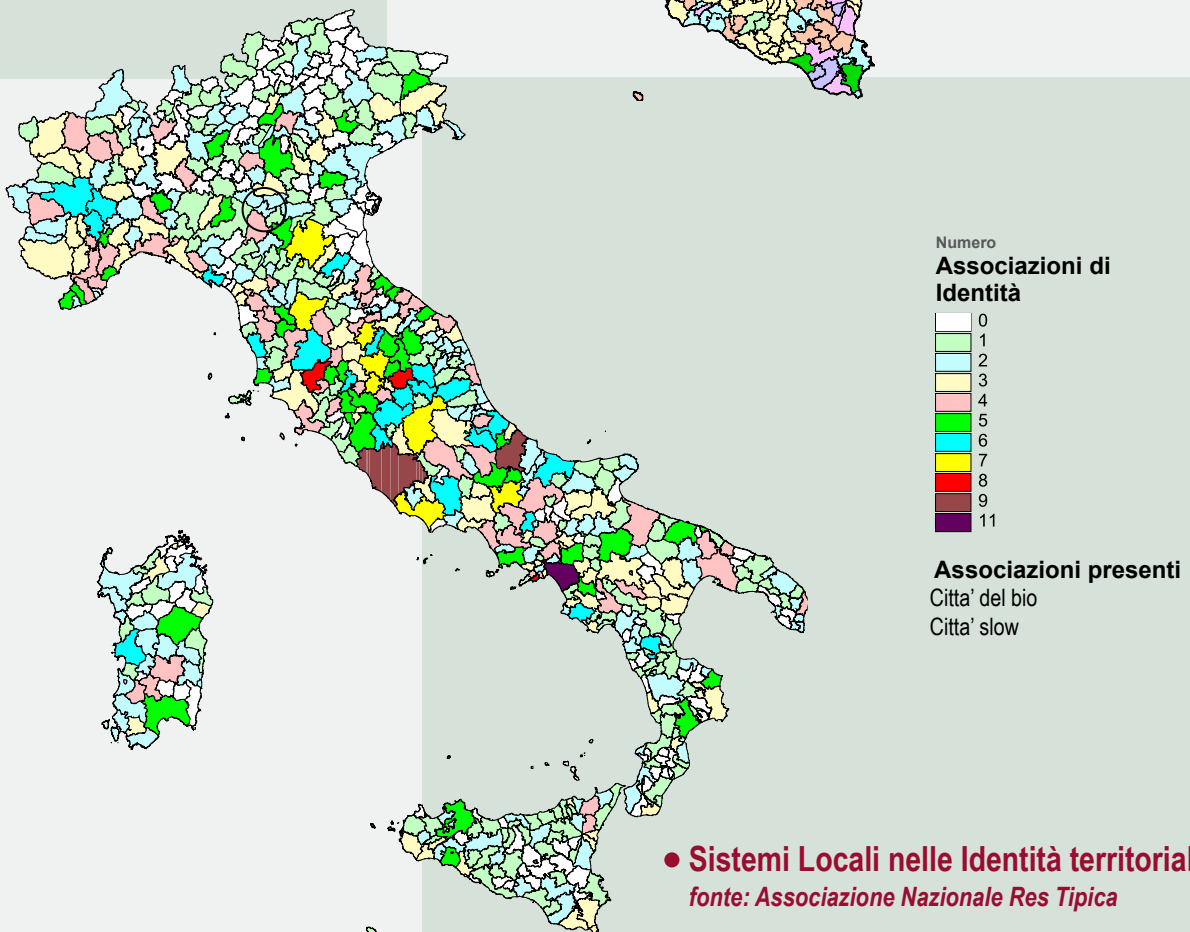 Numero
Associazioni di
Identità
0
1
2
3
4
5
6
7
8
9
11
Associazioni presenti
Citta' del bio
Citta' slow
• Sistemi Locali nelle Identità territorial
fonte: Associazione Nazionale Res Tipica